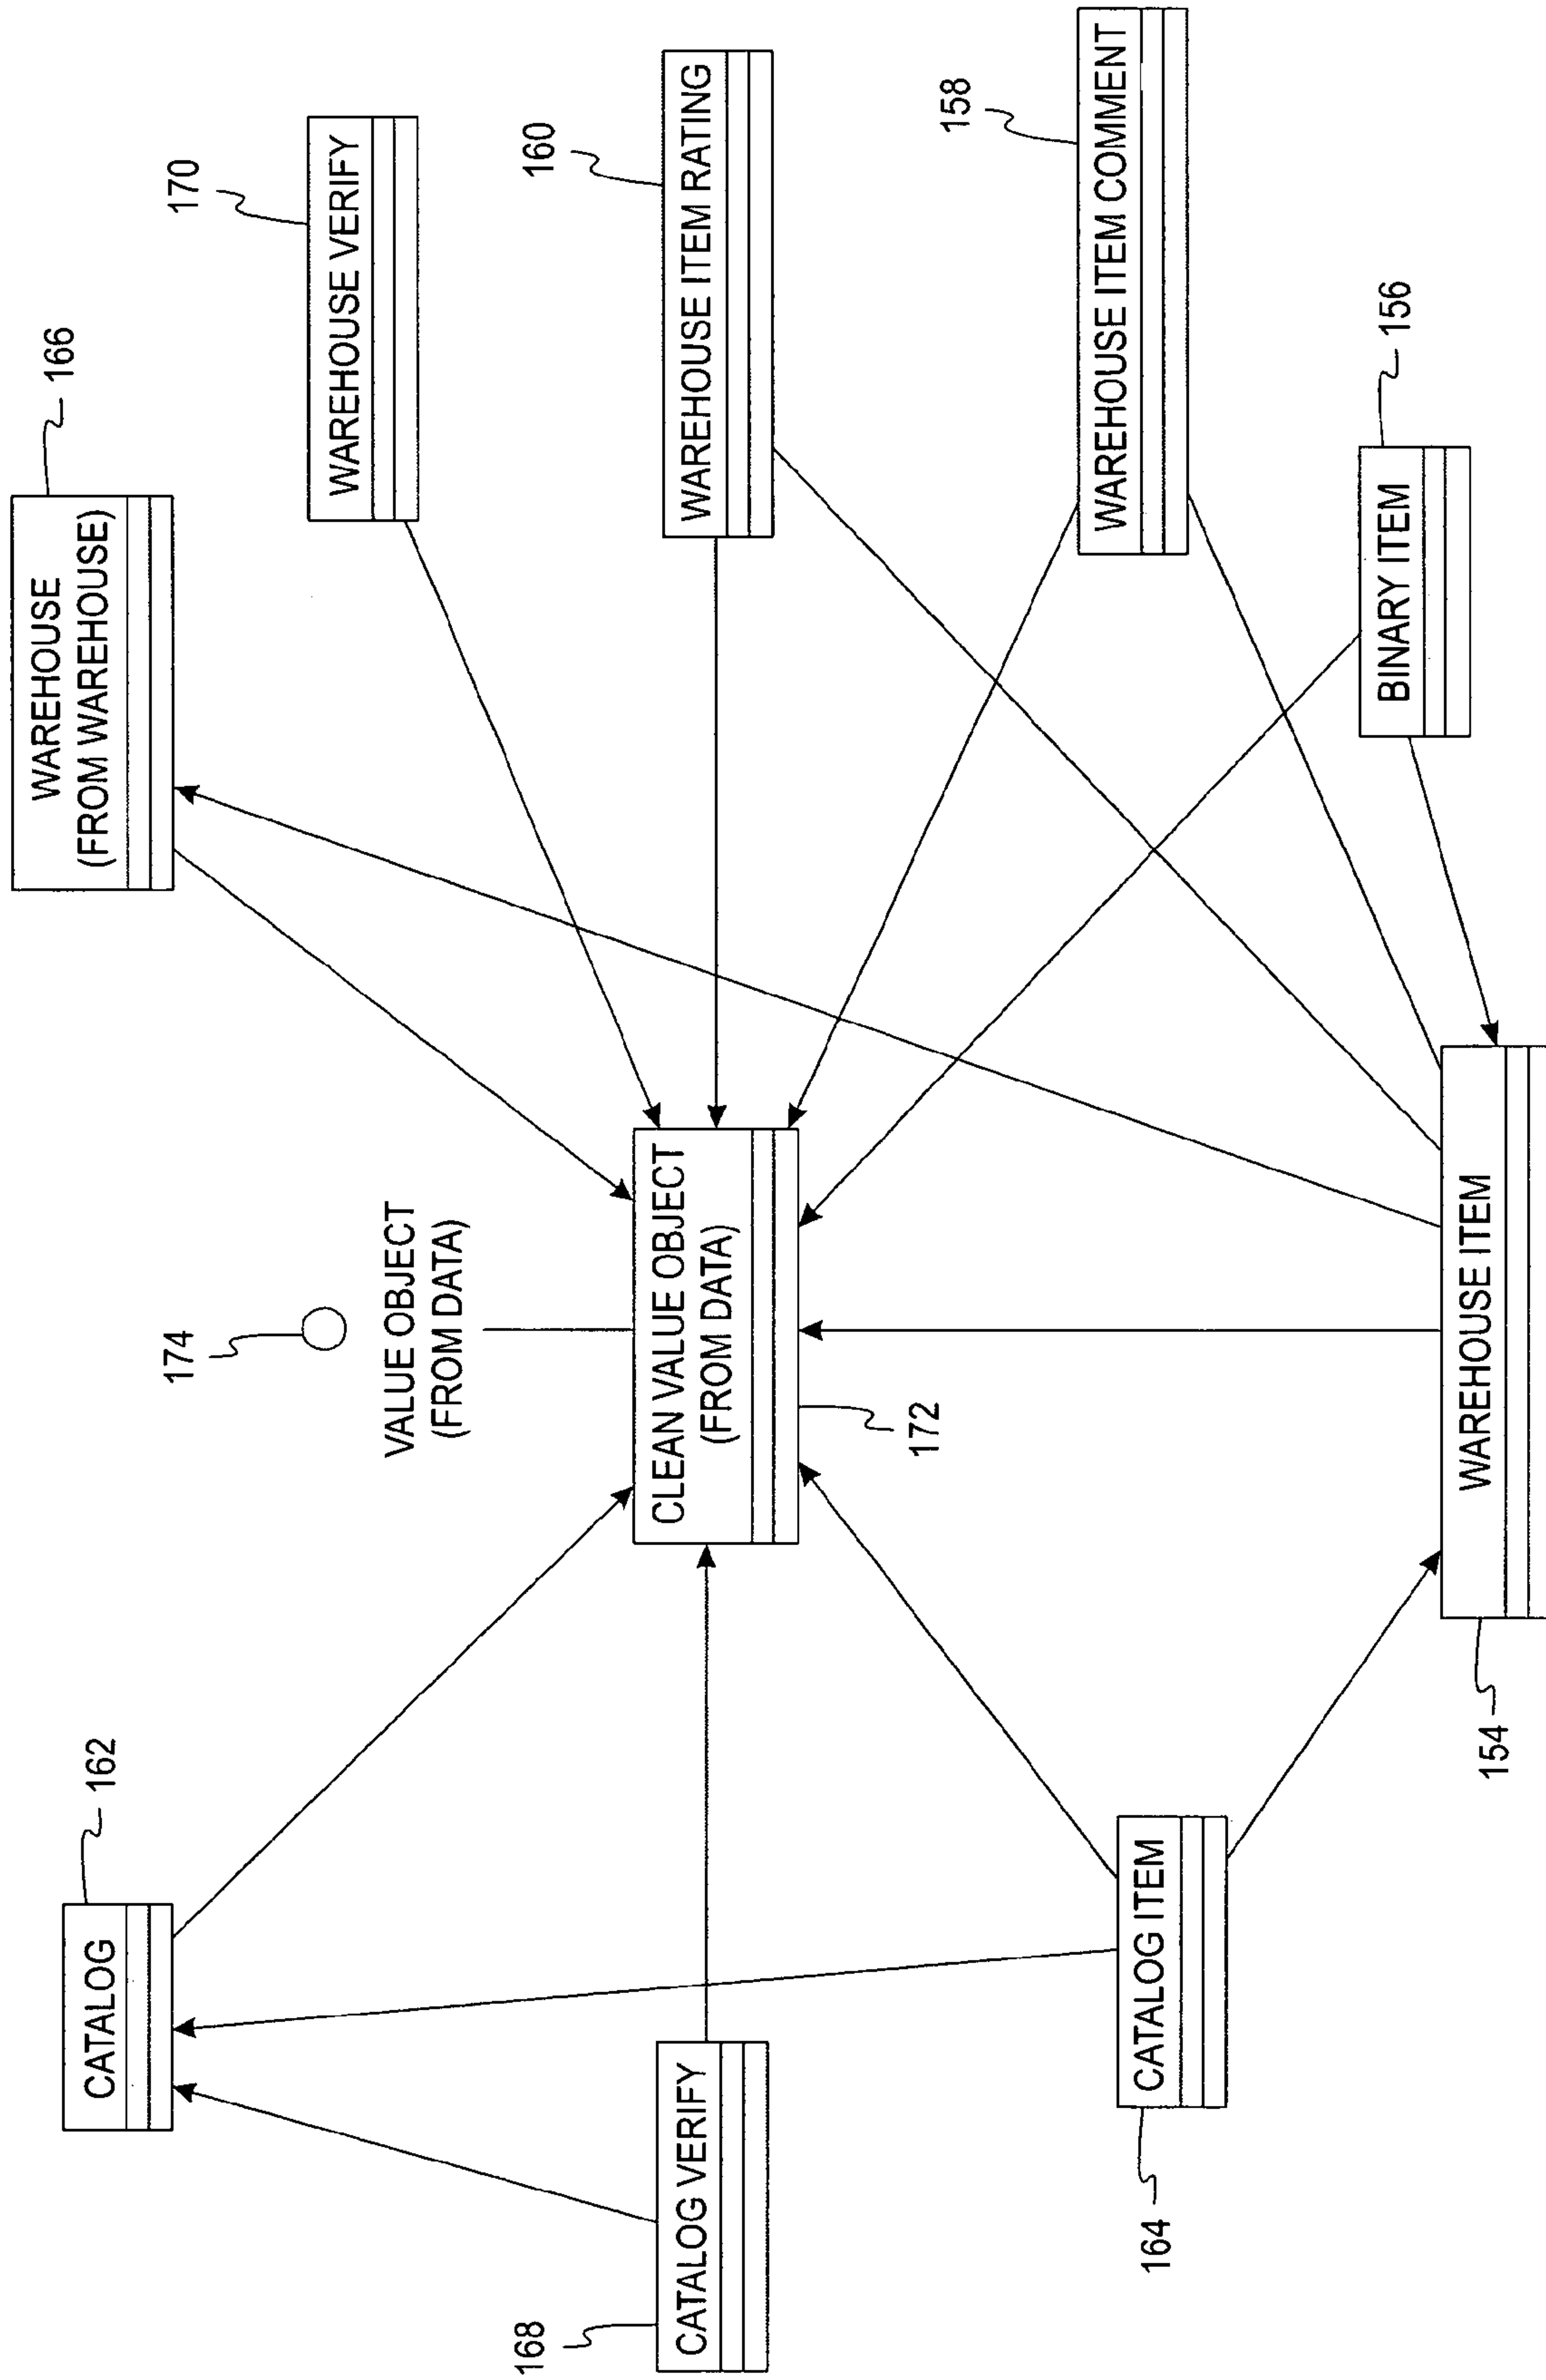 CATALOG
162
WAREHOUSE
(FROM WAREHOUSE)
166
174
VALUE OBJECT
(FROM DATA)
170
WAREHOUSE VERIFY
168
CATALOG VERIFY
CLEAN VALUE OBJECT
(FROM DATA)
172
160
WAREHOUSE ITEM RATING
164
CATALOG ITEM
158
WAREHOUSE ITEM COMMENT
154
WAREHOUSE ITEM
BINARY ITEM
156